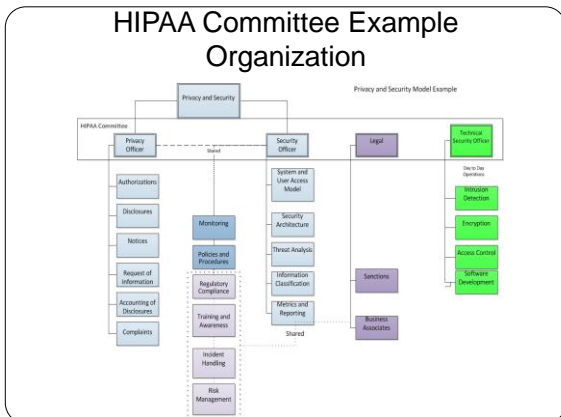 HIPAA Committee Example
Organization
Privacy and Security Model Example
Privacy and Security
HIPAA Committee
Privacy
Officer
Shared
Security
Officer
Legal
Technical
Security Officer
Day to Day
Operations
Authorizations
Disclosures
Notices
Request of
Information
Accounting of
Disclosures
Complaints
Monitoring
Policies and
Procedures
Regulatory
Compliance
Training and
Awareness
Incident
Handling
Risk
Management
System and
User Access
Model
Security
Architecture
Threat Analysis
Information
Classification
Metrics and
Reporting
Shared
Sanctions
Business
Associates
Intrusion
Detection
Encryption
Access Control
Software
Development